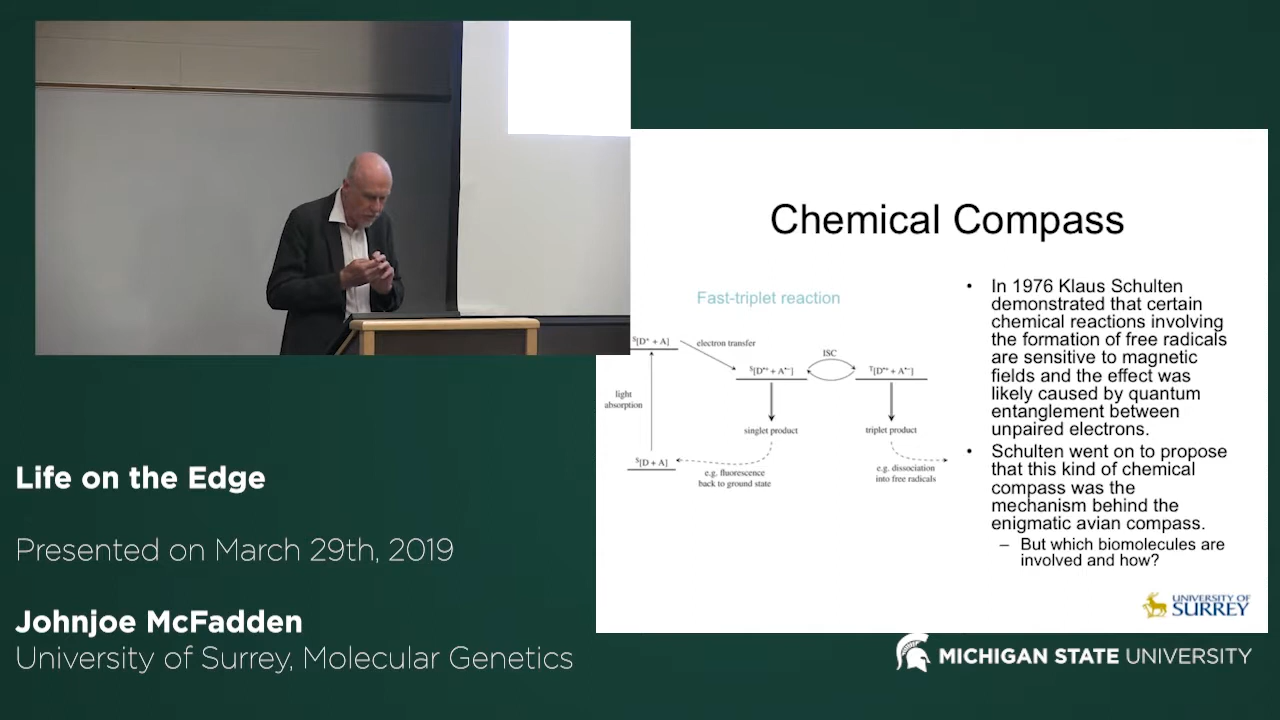 Chemical Compass
Fast-triplet reaction
S[D* + A]
electron transfer
ISC
S[D•+ + A•−]
T[D•+ + A•−]
light
absorption
singlet product
triplet product
S[D + A]
e.g. fluorescence
back to ground state
e.g. dissociation
into free radicals
• In 1976 Klaus Schulten
demonstrated that certain
chemical reactions involving
the formation of free radicals
are sensitive to magnetic
fields and the effect was
likely caused by quantum
entanglement between
unpaired electrons.
• Schulten went on to propose
that this kind of chemical
compass was the
mechanism behind the
enigmatic avian compass.
– But which biomolecules are
involved and how?
UNIVERSITY OF
SURREY
Life on the Edge
Presented on March 29th, 2019
Johnjoe McFadden
University of Surrey, Molecular Genetics
MICHIGAN STATE UNIVERSITY